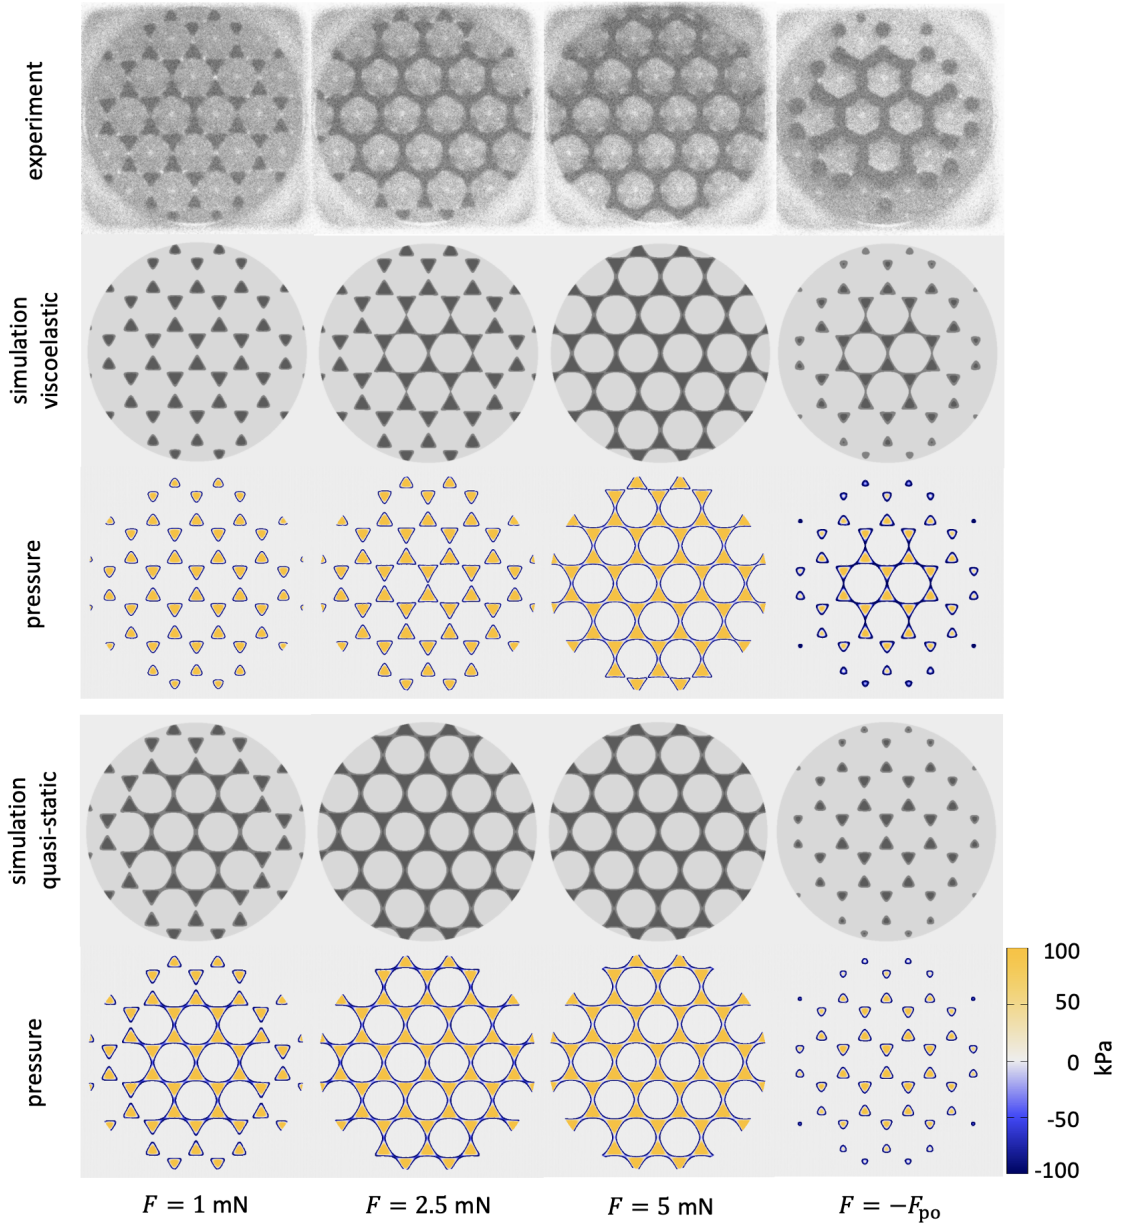 experiment
simulation
viscoelastic
pressure
simulation
quasi-static
pressure
100
50
0
-50
-100
kPa
F = 1 mN
F = 2.5 mN
F = 5 mN
F = −Fpo